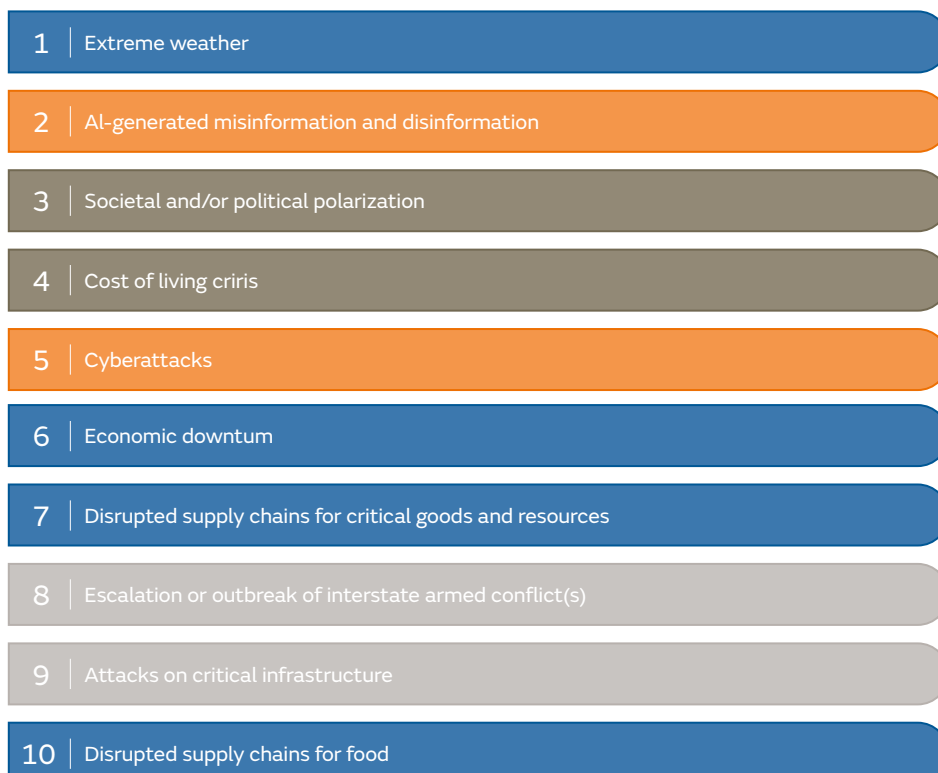 1 Extreme weather
2 Al-generated misinformation and disinformation
3 Societal and/or political polarization
4 Cost of living criris
5 Cyberattacks
6 Economic downtum
7 Disrupted supply chains for critical goods and resources
8 Escalation or outbreak of interstate armed conflict(s)
9 Attacks on critical infrastructure
10 Disrupted supply chains for food